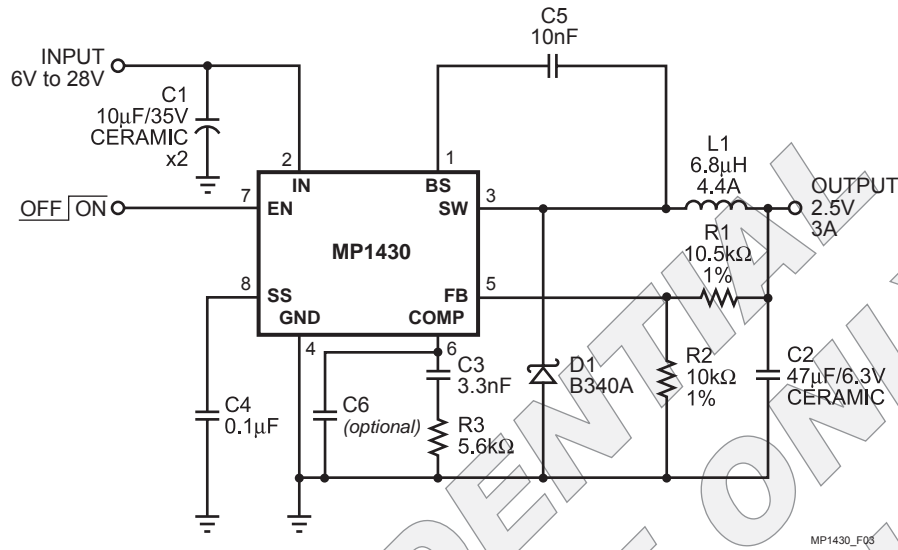 C5
10nF
INPUT
6V to 28V
C1
10µF/35V
CERAMIC
x2
2
1
L1
6.8µH
4.4A
IN
BS
OUTPUT
2.5V
3A
7
OFF ON
EN
SW
3
MP1430
R1
10.5kΩ
1%
8
SS
FB
5
GND
COMP
4
6
C3
3.3nF
D1
B340A
R2
10kΩ
1%
C2
47µF/6.3V
CERAMIC
C4
0.1µF
C6
(optional)
R3
5.6kΩ
MP1430_F03